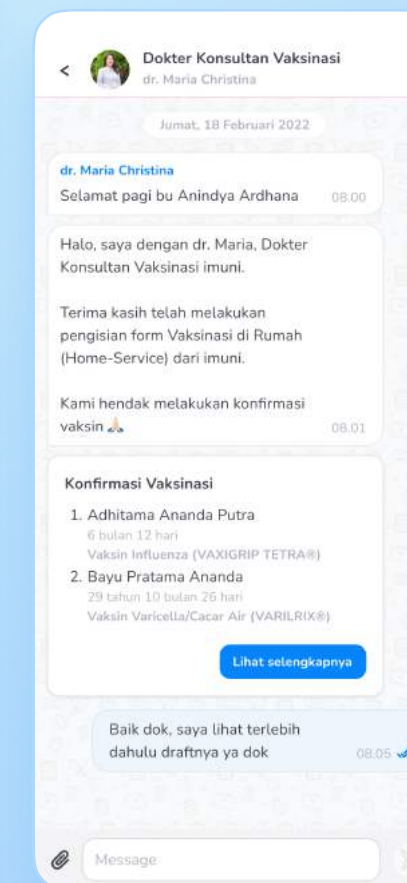 Dokter Konsultan Vaksinasi
dr. Maria Christina
Jumat, 18 Februari 2022
dr. Maria Christina
Selamat pagi bu Anindya Ardhana 08.00
Halo, saya dengan dr. Maria, Dokter
Konsultan Vaksinasi imuni.
Terima kasih telah melakukan
pengisian form Vaksinasi di Rumah
(Home-Service) dari imuni.
Kami hendak melakukan konfirmasi
vaksin 🙏🏻 08.01
Konfirmasi Vaksinasi
1. Adhitama Ananda Putra
6 bulan 12 hari
Vaksin Influenza (VAXIGRIP TETRA®)
2. Bayu Pratama Ananda
29 tahun 10 bulan 26 hari
Vaksin Varicella/Cacar Air (VARILRIX®)
Lihat selengkapnya
Baik dok, saya lihat terlebih
dahulu draftnya ya dok 08.05
Message